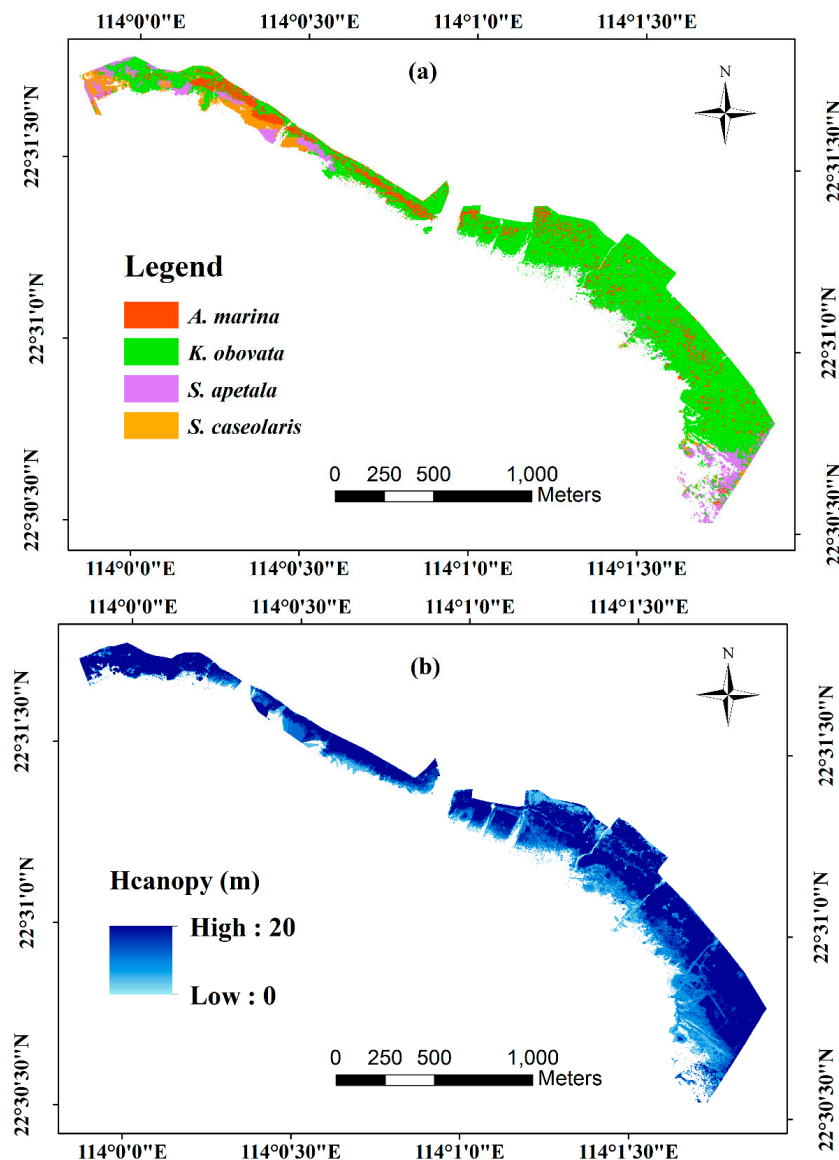 114°0'0"E 114°0'30"E 114°1'0"E 114°1'30"E
(a)
N
22°31'30"N
22°31'30"N
Legend
A. marina
K. obovata
S. apetala
S. caseolaris
22°31'0"N
22°31'0"N
0 250 500 1,000
Meters
22°30'30"N
22°30'30"N
114°0'0"E 114°0'30"E 114°1'0"E 114°1'30"E
114°0'0"E 114°0'30"E 114°1'0"E 114°1'30"E
(b)
N
22°31'30"N
22°31'30"N
Hcanopy (m)
High : 20
Low : 0
22°31'0"N
22°31'0"N
0 250 500 1,000
Meters
22°30'30"N
22°30'30"N
114°0'0"E 114°0'30"E 114°1'0"E 114°1'30"E